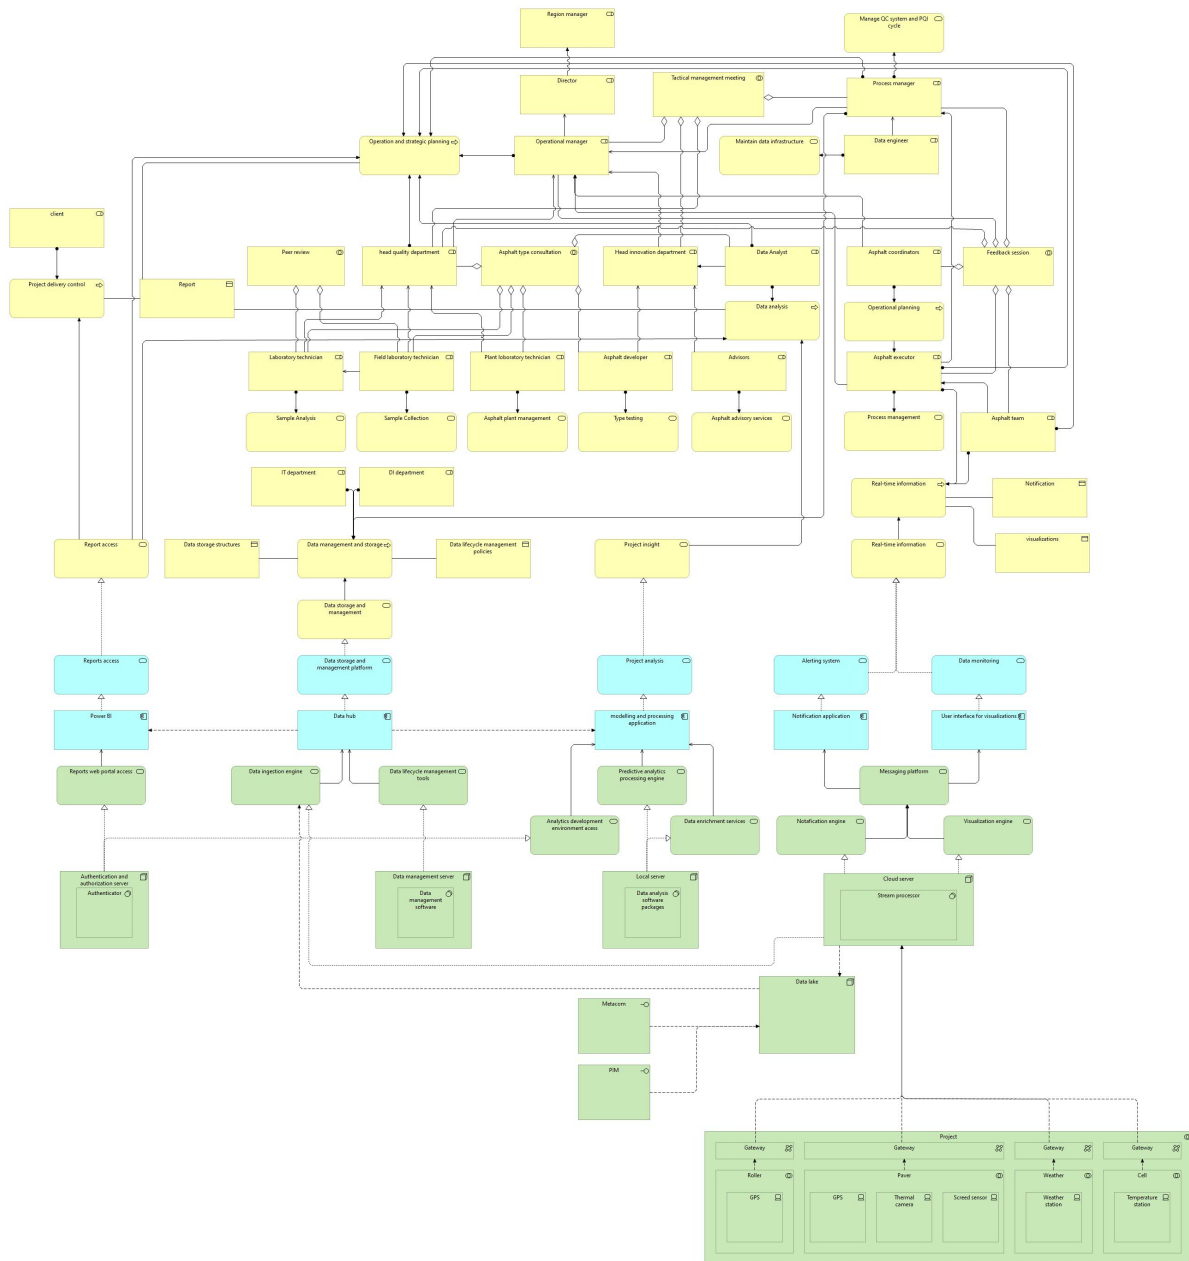 Region manager
Manage QC system and PQI
cycle
Director
Tactical management meeting
Process manager
Operation and strategic planning
Operational manager
Maintain data infrastructure
Data engineer
client
Peer review
head quality department
Asphalt type consultation
Head innovation department
Data Analyst
Asphalt coordinators
Feedback session
Project delivery control
Report
Data analysis
Operational planning
Laboratory technician
Field laboratory technician
Plant loboratory technician
Asphalt developer
Advisors
Asphalt executor
Sample Analysis
Sample Collection
Asphalt plant management
Type testing
Asphalt advisory services
Process management
Asphalt team
IT department
DI department
Real-time information
Notification
Report access
Data storage structures
Data management and storage
Data lifecycle management
policies
Project insight
Real-time information
visualizations
Data storage and
management
Reports access
Data storage and
management platform
Project analysis
Alerting system
Data monitoring
Power BI
Data hub
modelling and processing
application
Notification application
User interface for visualizations
Reports web portal access
Data ingestion engine
Data lifecycle management
tools
Predictive analytics
processing engine
Messaging platform
Analytics development
environment acess
Data enrichment services
Notafication engine
Visualization engine
Authentication and
authorization server
Authenticator
Data management server
Data
management
software
Local server
Data analysis
software
packages
Cloud server
Stream processor
Data lake
Metacom
PIM
Project
Gateway
Gateway
Gateway
Gateway
Roller
Paver
Weather
Cell
GPS
GPS
Thermal
camera
Screed sensor
Weather
station
Temperature
station